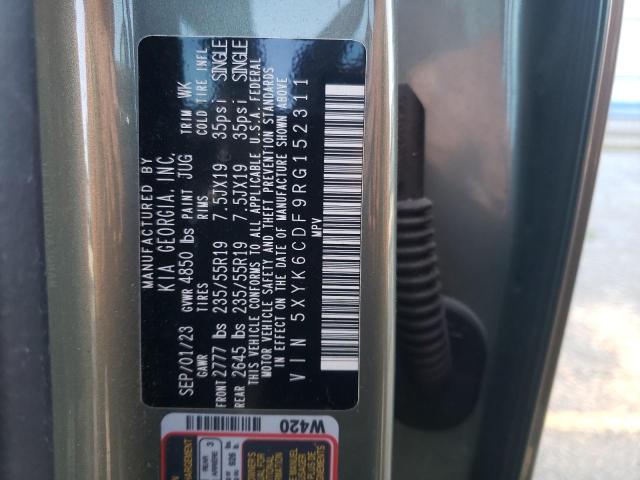 MANUFACTURED BY
KIA GEORGIA, INC.
SEP/01/23 GVWR 4850 lbs PAINT JUG TRIM WK
GAWR TIRES RIMS COLD TIRE INFL.
FRONT 2777 lbs 235/55R19 7.5JX19 35psi SINGLE
REAR 2645 lbs 235/55R19 7.5JX19 35psi SINGLE
THIS VEHICLE CONFORMS TO ALL APPLICABLE U.S.A. FEDERAL
MOTOR VEHICLE SAFETY AND THEFT PREVENTION STANDARDS
IN EFFECT ON THE DATE OF MANUFACTURE SHOWN ABOVE
VIN 5XYK6CDF9RG152311
MPV
W420
REAR
ARRIÈRE 3